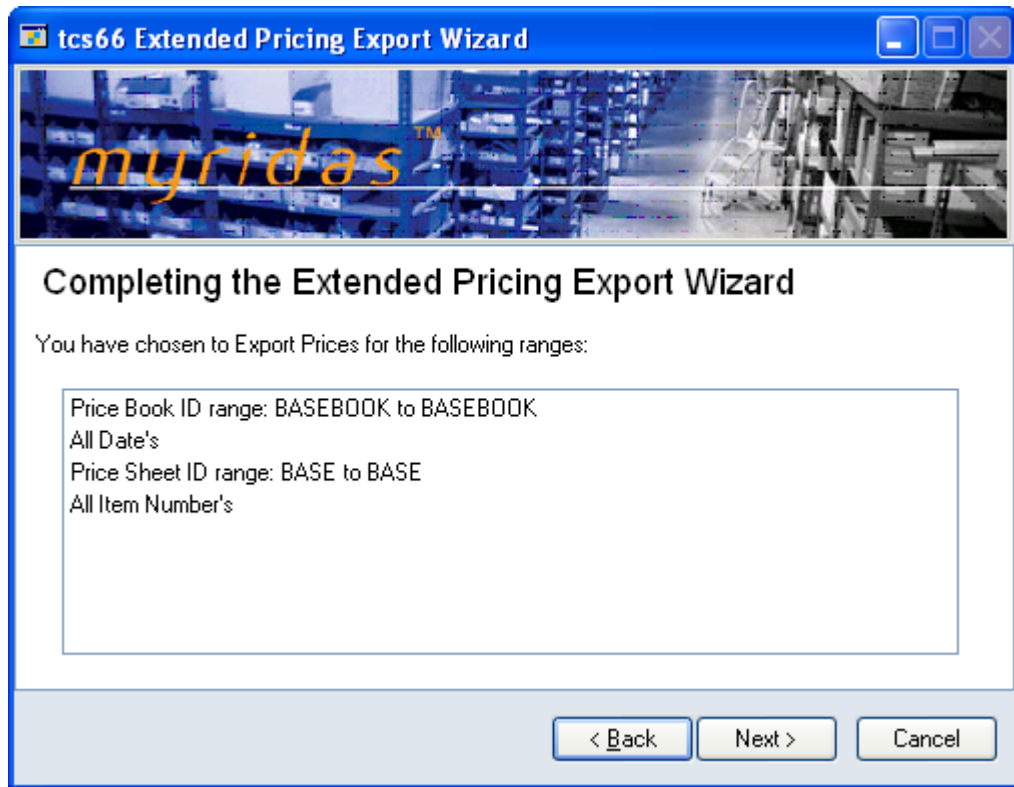 tcs66 Extended Pricing Export Wizard
myridas™
Completing the Extended Pricing Export Wizard
You have chosen to Export Prices for the following ranges:
Price Book ID range: BASEBOOK to BASEBOOK
All Date's
Price Sheet ID range: BASE to BASE
All Item Number's
< Back
Next >
Cancel